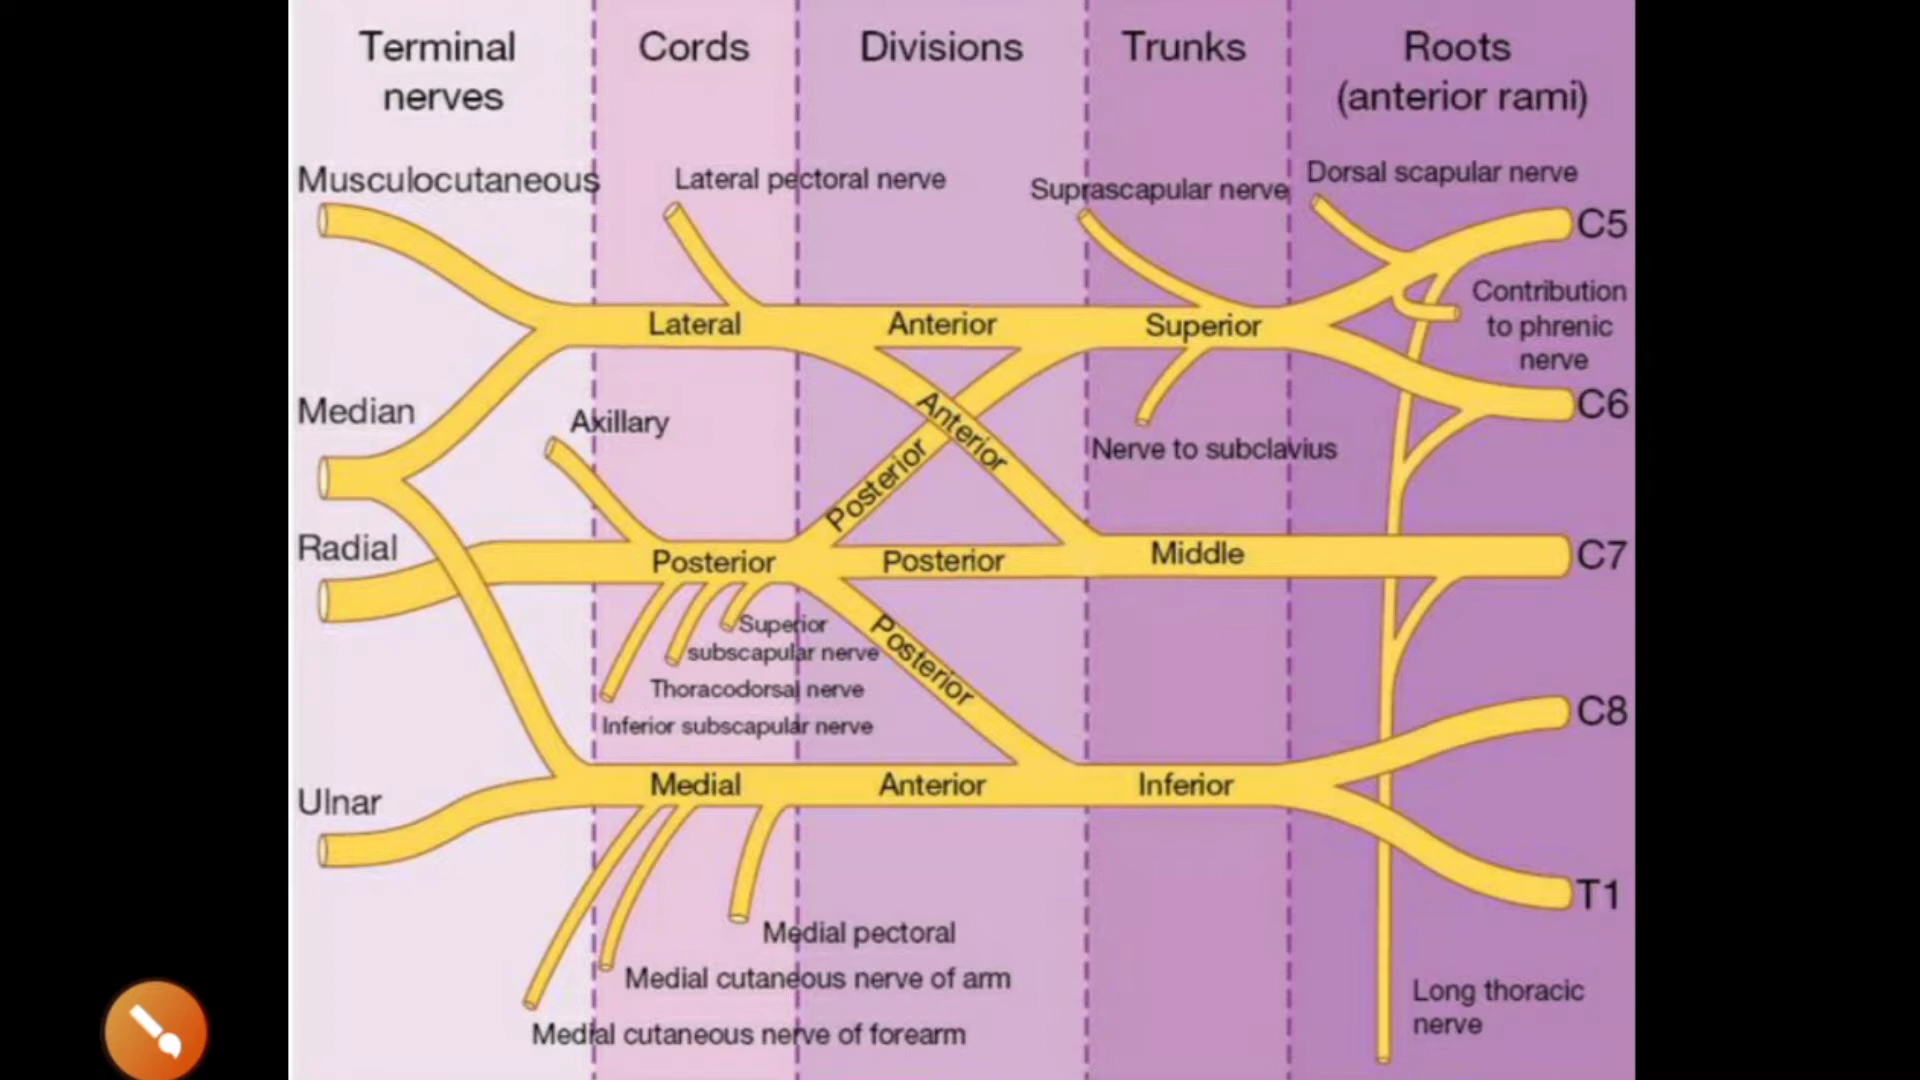 Terminal
nerves
Cords
Divisions
Trunks
Roots
(anterior rami)
Musculocutaneous
Lateral pectoral nerve
Suprascapular nerve
Dorsal scapular nerve
C5
Contribution
to phrenic
nerve
Lateral
Anterior
Superior
Median
Axillary
Anterior
Posterior
Nerve to subclavius
C6
Radial
Posterior
Posterior
Middle
C7
Superior
subscapular nerve
Thoracodorsal nerve
Inferior subscapular nerve
Posterior
C8
Ulnar
Medial
Anterior
Inferior
T1
Medial pectoral
Medial cutaneous nerve of arm
Medial cutaneous nerve of forearm
Long thoracic
nerve